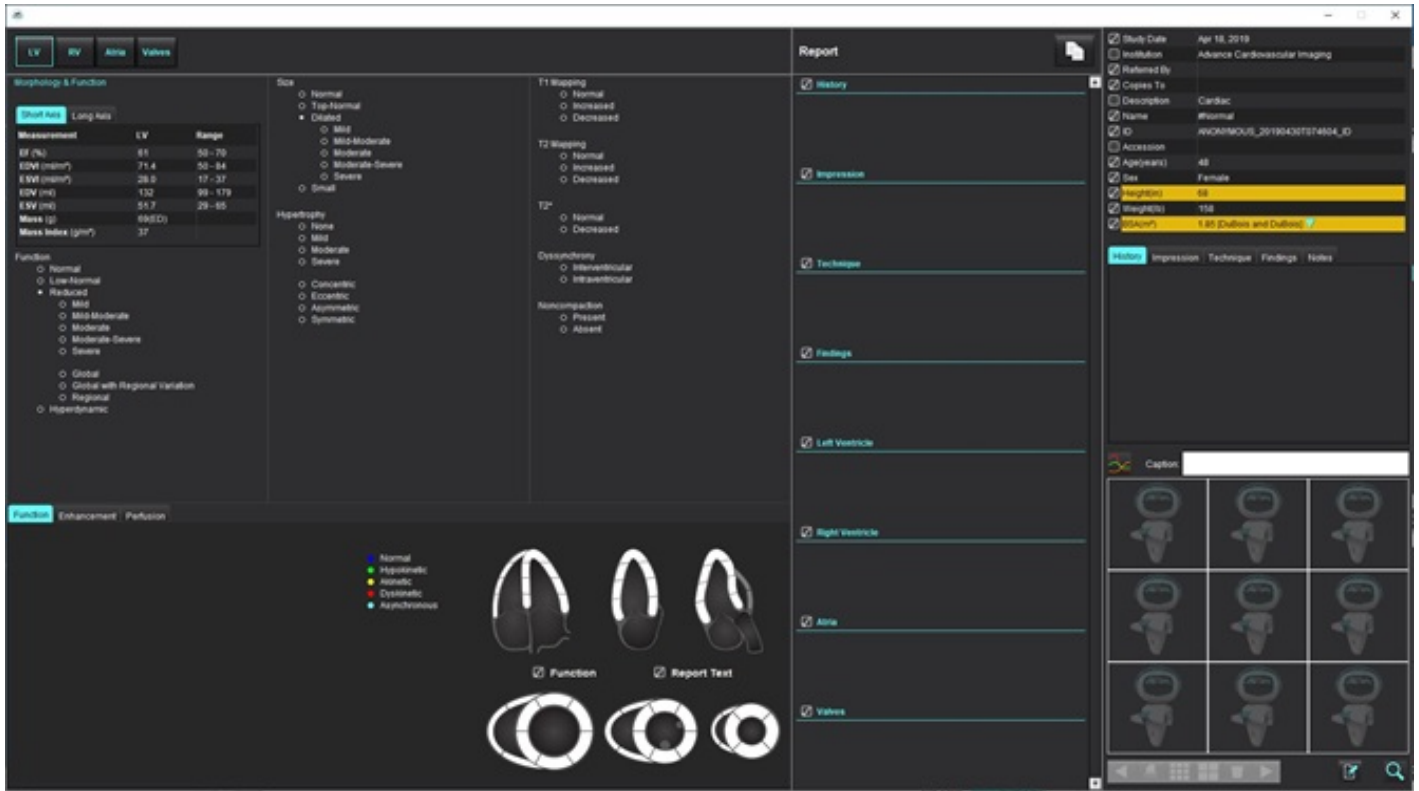 LV RV Atria Valves
Morphology & Function
Short Axis Long Axis
Measurement LV Range
EF (%) 61 50 - 70
EDVI (ml/m²) 71.4 50 - 84
ESVI (ml/m²) 28.0 17 - 37
EDV (ml) 132 99 - 179
ESV (ml) 51.7 29 - 65
Mass (g) 69(ED)
Mass Index (g/m²) 37
Function
Normal
Low-Normal
Reduced
Mild
Mild-Moderate
Moderate
Moderate-Severe
Severe
Global
Global with Regional Variation
Regional
Hyperdynamic
Size
Normal
Top-Normal
Dilated
Mild
Mild-Moderate
Moderate
Moderate-Severe
Severe
Small
Hypertrophy
None
Mild
Moderate
Severe
Concentric
Eccentric
Asymmetric
Symmetric
T1 Mapping
Normal
Increased
Decreased
T2 Mapping
Normal
Increased
Decreased
T2*
Normal
Decreased
Dyssynchrony
Interventricular
Intraventricular
Noncompaction
Present
Absent
Function Enhancement Perfusion
Normal
Hypokinetic
Akinetic
Dyskinetic
Asynchronous
Function Report Text
Report
History
Impression
Technique
Findings
Left Ventricle
Right Ventricle
Atria
Valves
Study Date Apr 18, 2019
Institution Advance Cardiovascular Imaging
Referred By
Copies To
Description Cardiac
Name #Normal
ID ANONYMOUS_20190430T074604_ID
Accession
Age(years) 48
Sex Female
Height(in) 68
Weight(lb) 158
BSA(m²) 1.85 [DuBois and DuBois]
History Impression Technique Findings Notes
Caption: